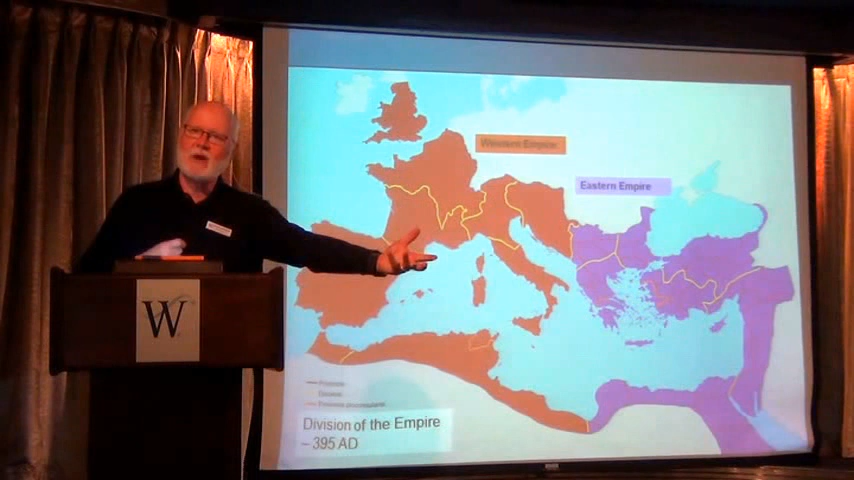 Western Empire
Eastern Empire
W
Division of the Empire
– 395 AD